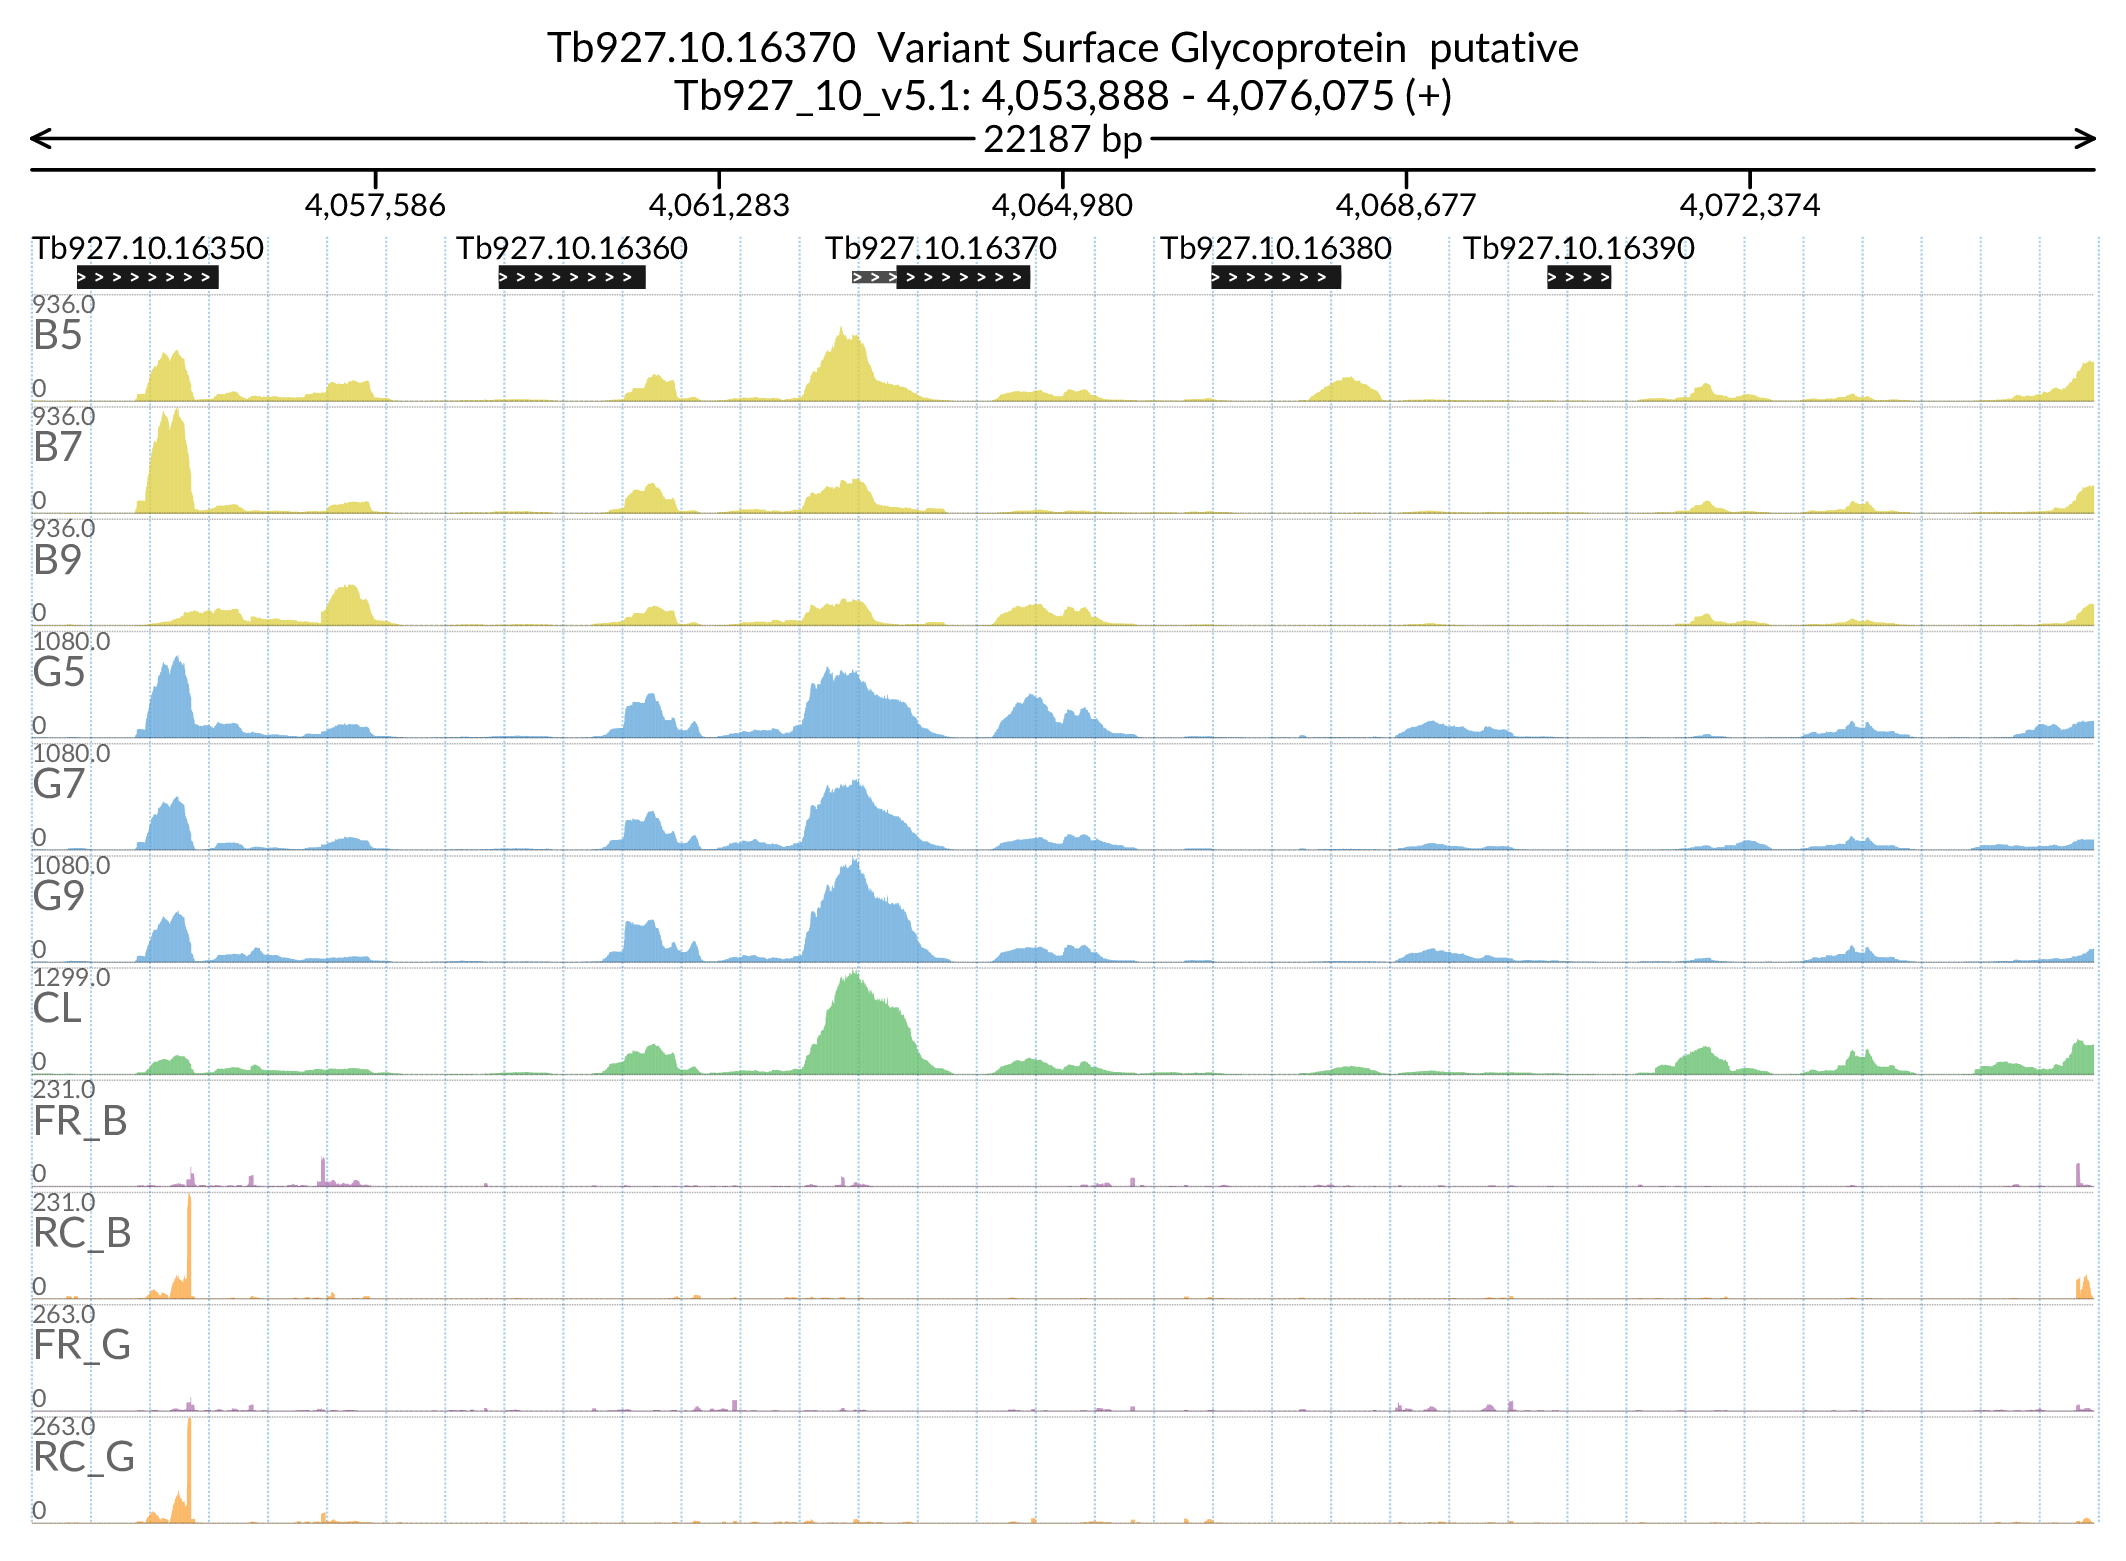 Tb927.10.16370  Variant Surface Glycoprotein  putative
Tb927_10_v5.1: 4,053,888 - 4,076,075 (+)
22187 bp
4,057,586 4,061,283 4,064,980 4,068,677 4,072,374
Tb927.10.16350 Tb927.10.16360 Tb927.10.16370 Tb927.10.16380 Tb927.10.16390
936.0
B5
0
936.0
B7
0
936.0
B9
0
1080.0
G5
0
1080.0
G7
0
1080.0
G9
0
1299.0
CL
0
231.0
FR_B
0
231.0
RC_B
0
263.0
FR_G
0
263.0
RC_G
0